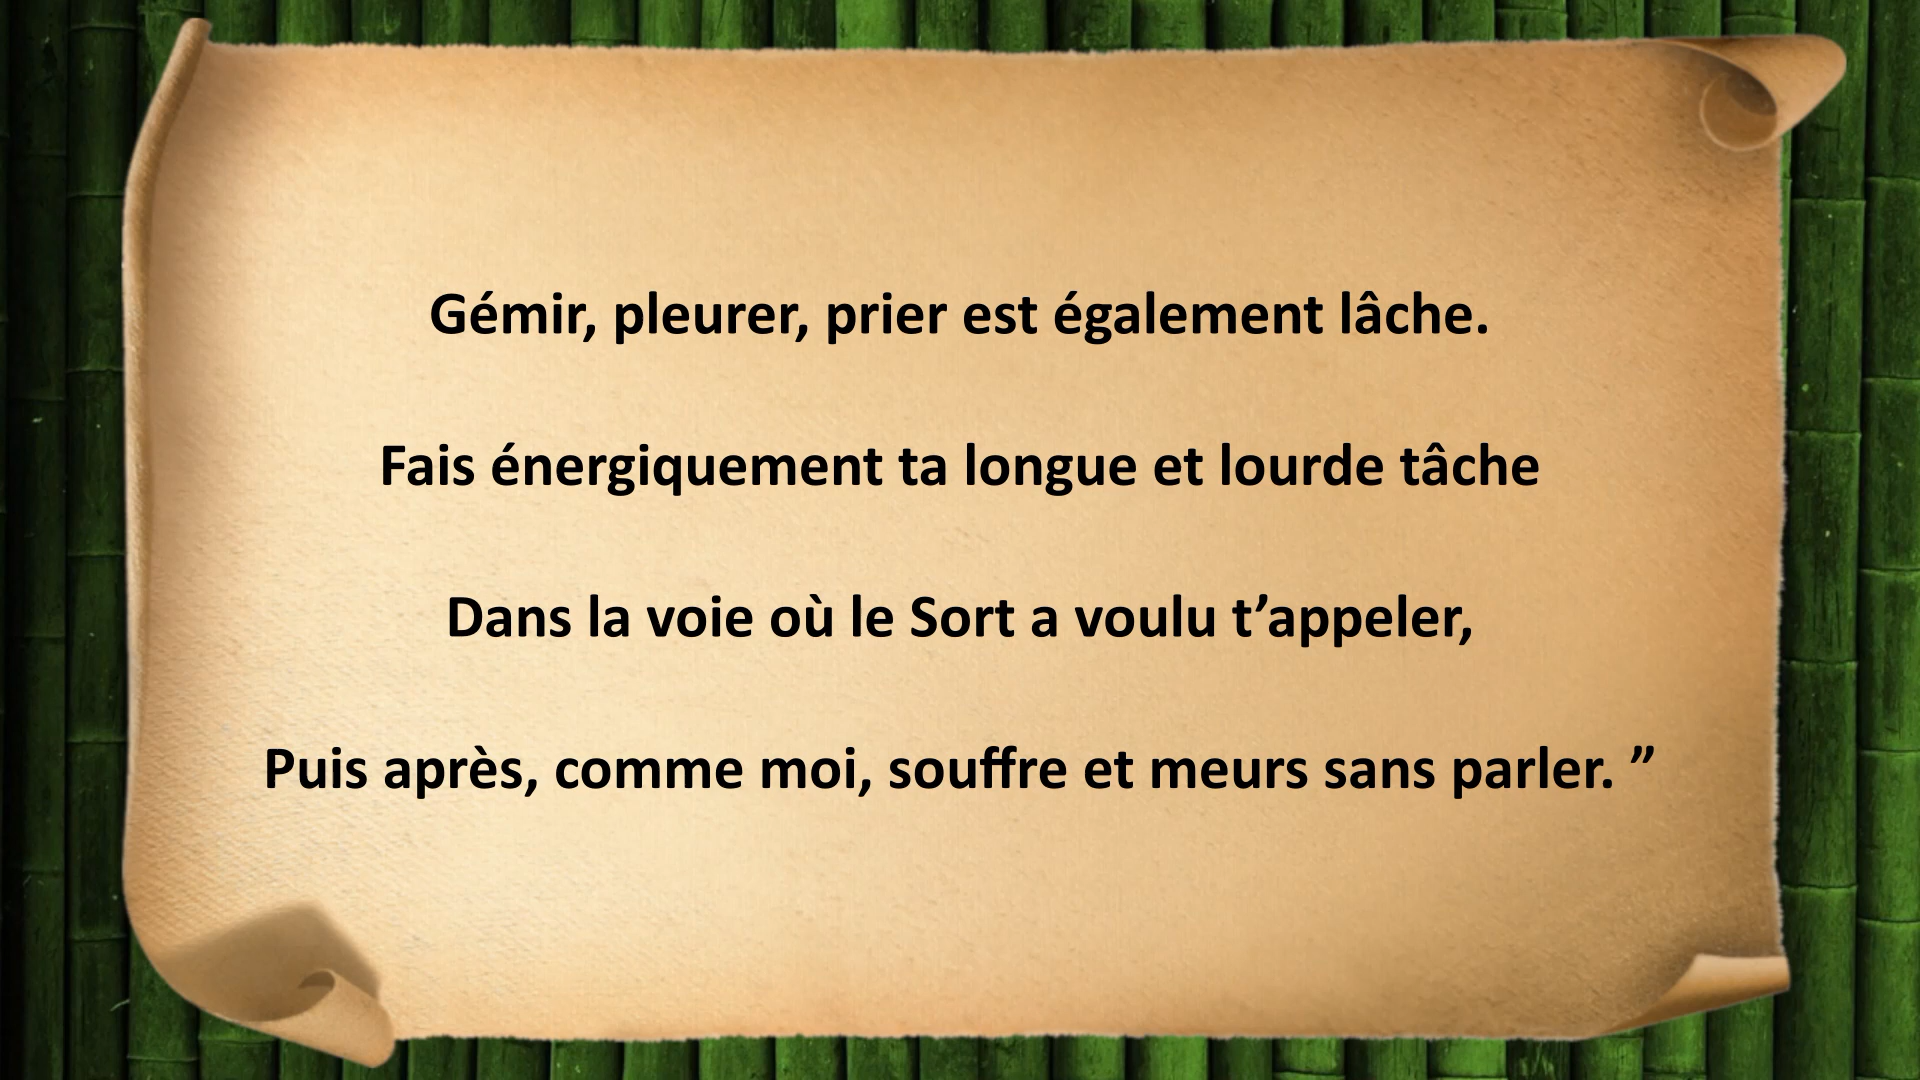 Gémir, pleurer, prier est également lâche.
Fais énergiquement ta longue et lourde tâche
Dans la voie où le Sort a voulu t’appeler,
Puis après, comme moi, souffre et meurs sans parler. ”